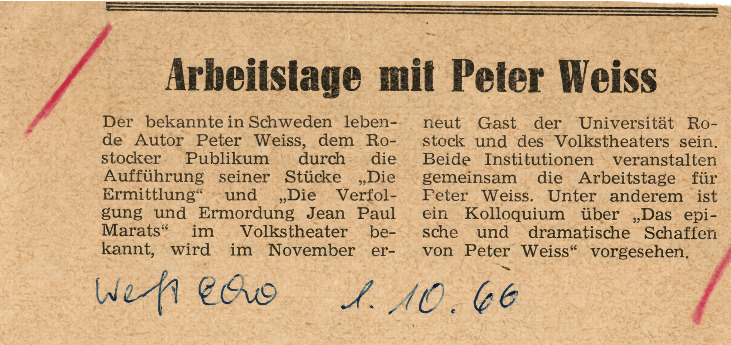 Arbeitstage mit Peter Weiss
Der bekannte in Schweden leben-
de Autor Peter Weiss, dem Ro-
stocker Publikum durch die
Aufführung seiner Stücke „Die
Ermittlung“ und „Die Verfol-
gung und Ermordung Jean Paul
Marats“ im Volkstheater be-
kannt, wird im November er-
neut Gast der Universität Ro-
stock und des Volkstheaters sein.
Beide Institutionen veranstalten
gemeinsam die Arbeitstage für
Peter Weiss. Unter anderem ist
ein Kolloquium über „Das epi-
sche und dramatische Schaffen
von Peter Weiss“ vorgesehen.
Echo 1.10.66